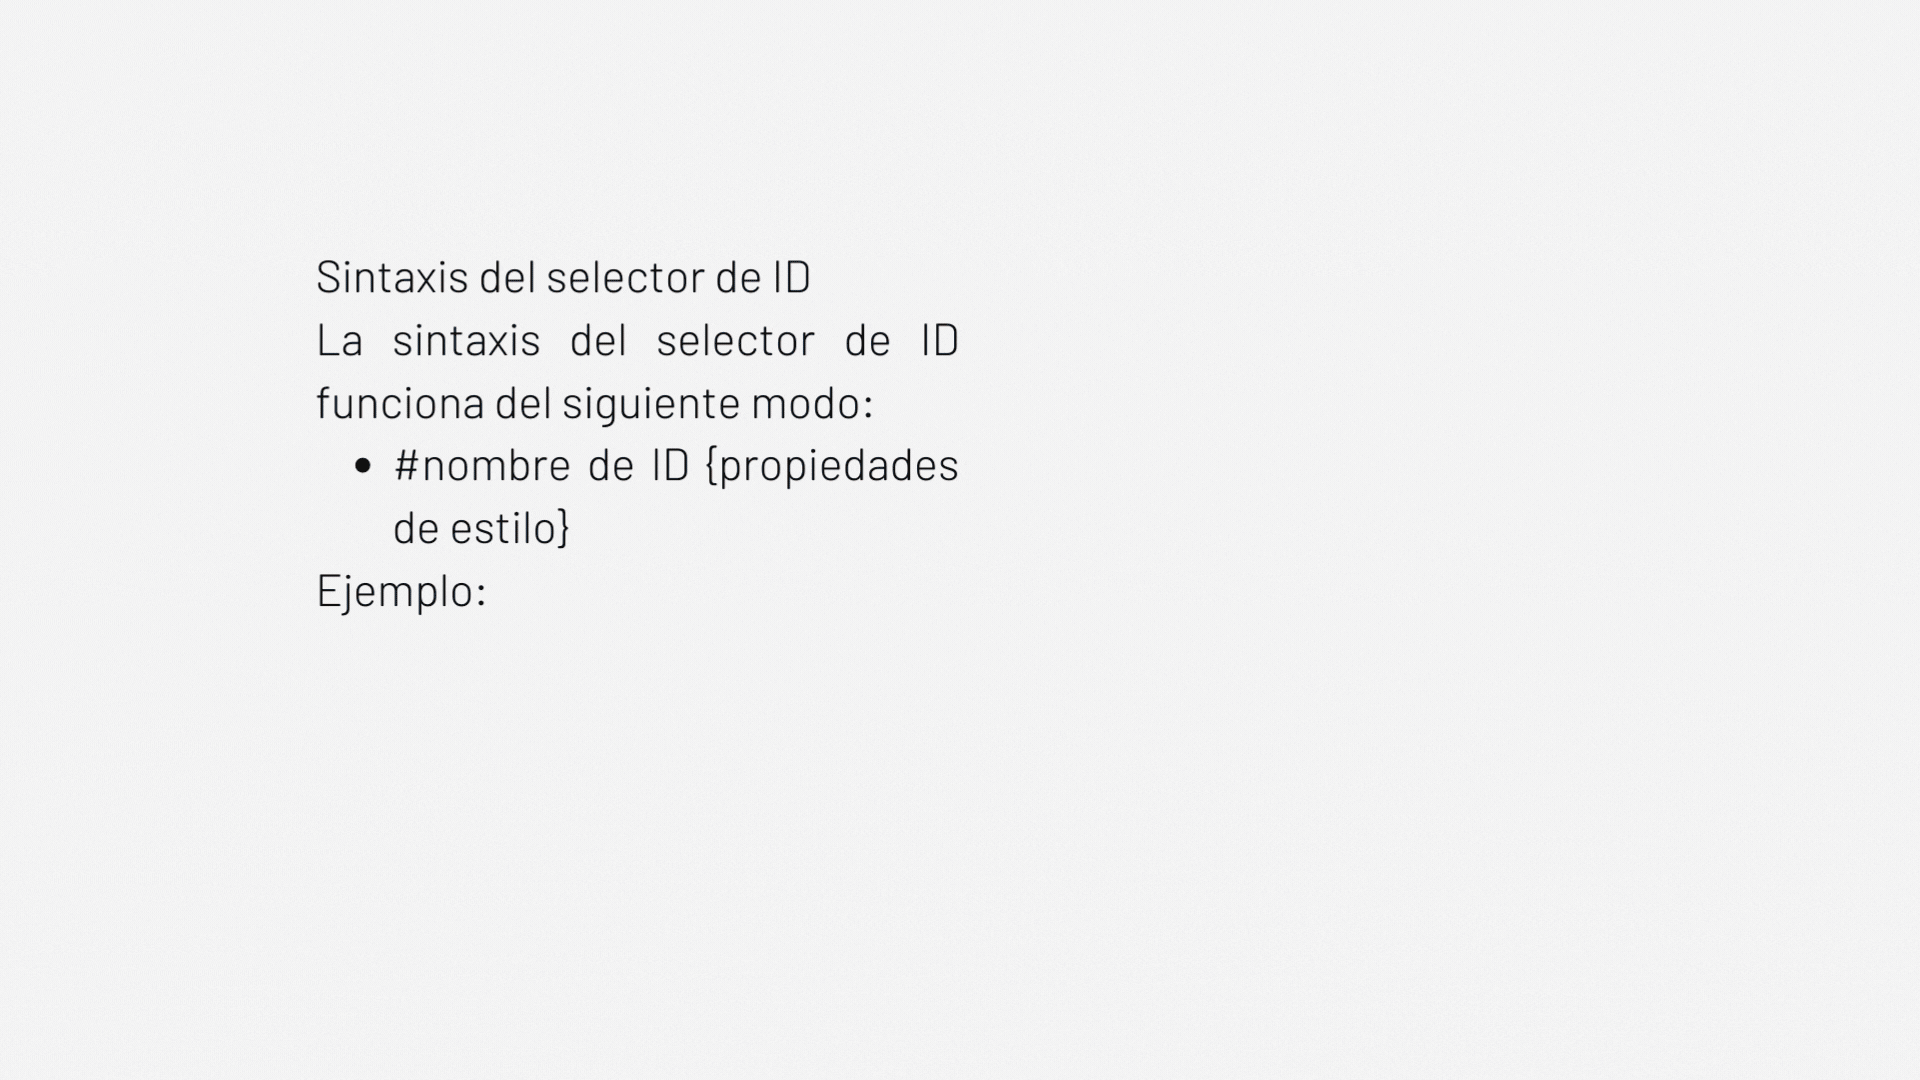 Sintaxis del selector de ID
La sintaxis del selector de ID
funciona del siguiente modo:
• #nombre de ID {propiedades
de estilo}
Ejemplo: